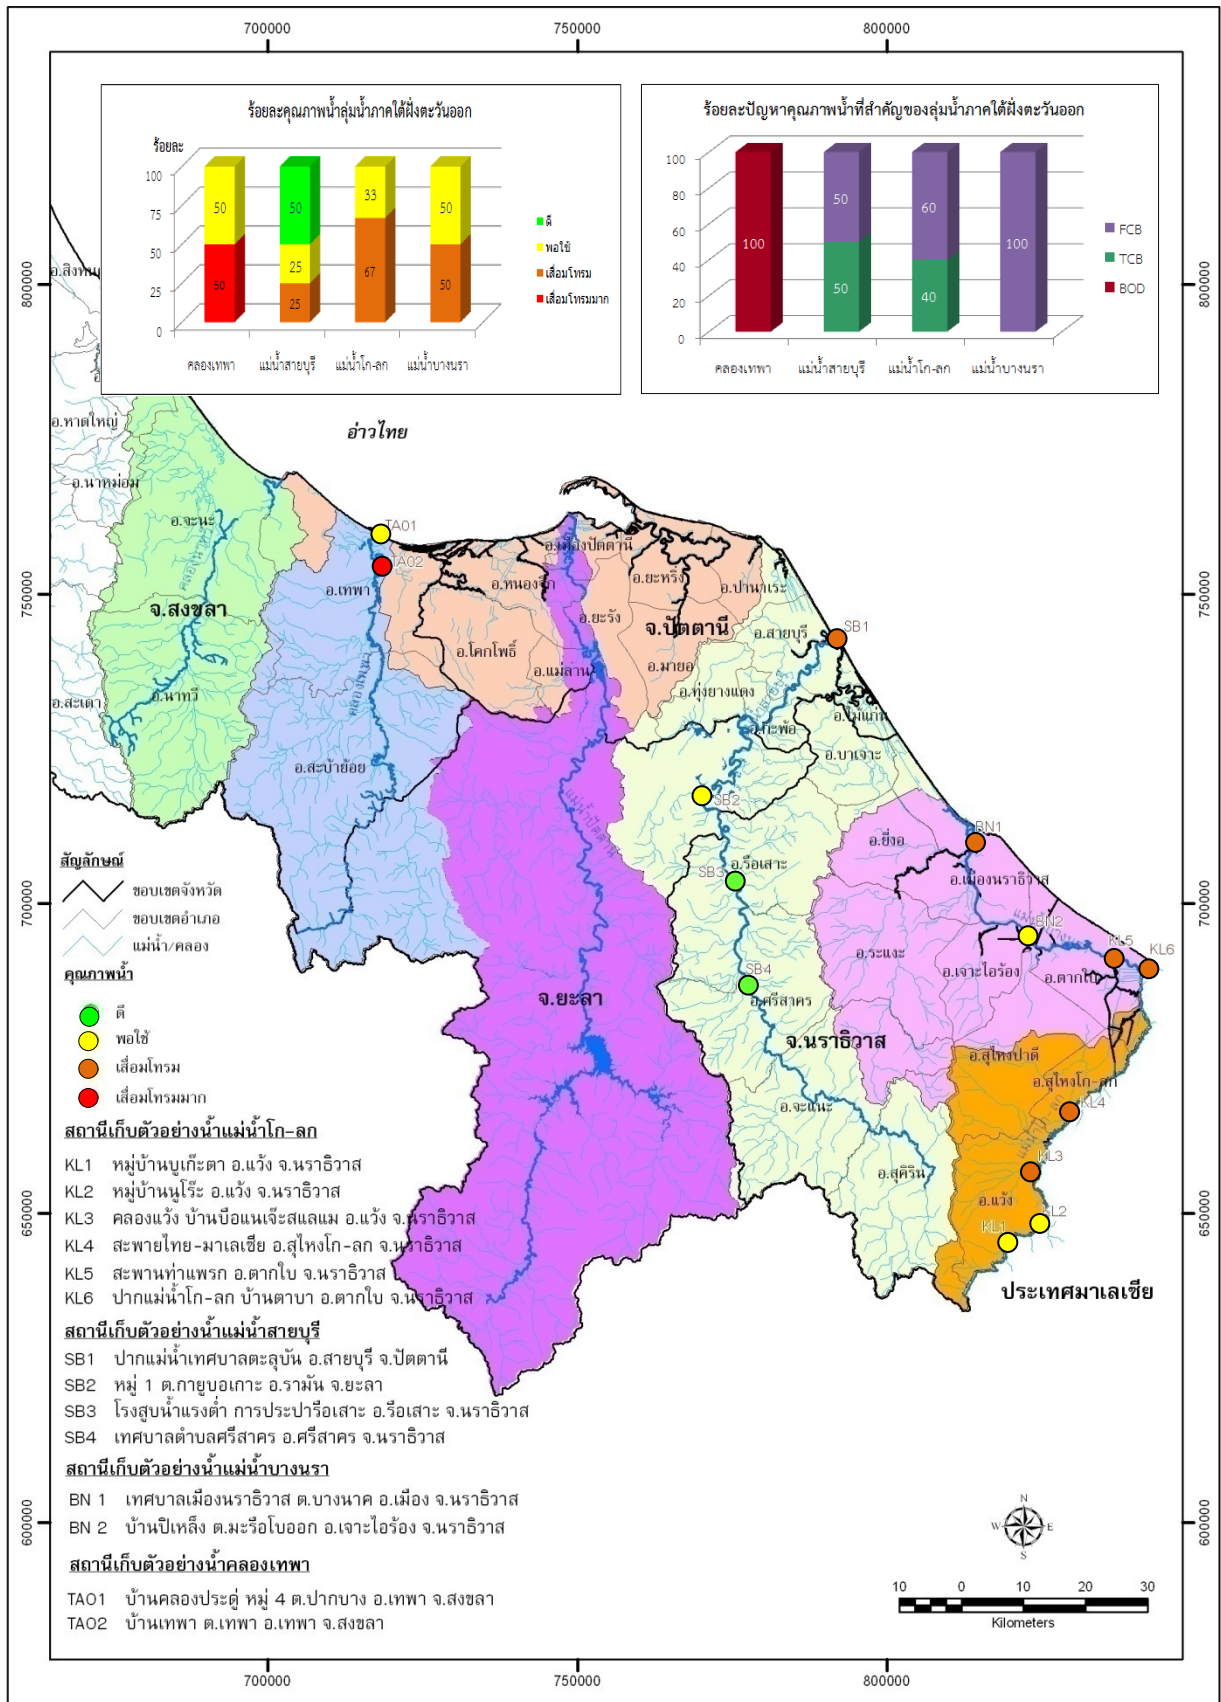 700000
750000
800000
ร้อยละคุณภาพน้ำลุ่มน้ำภาคใต้ฝั่งตะวันออก
ร้อยละ
100
75
50
25
0
50
50
50
25
25
33
67
50
50
คลองเทพา
แม่น้ำสายบุรี
แม่น้ำโก-ลก
แม่น้ำบางนรา
ดี
พอใช้
เสื่อมโทรม
เสื่อมโทรมมาก
ร้อยละปัญหาคุณภาพน้ำที่สำคัญของลุ่มน้ำภาคใต้ฝั่งตะวันออก
100
80
60
40
20
0
100
50
50
60
40
100
คลองเทพา
แม่น้ำสายบุรี
แม่น้ำโก-ลก
แม่น้ำบางนรา
FCB
TCB
BOD
800000
800000
อ.หาดใหญ่
อ่าวไทย
อ.นาหม่อม
อ.จะนะ
TA01
TA02
อ.เมืองปัตตานี
อ.หนองจิก
อ.ยะหริ่ง
อ.ปานาเระ
750000
750000
อ.เทพา
จ.สงขลา
อ.ยะรัง
จ.ปัตตานี
อ.สายบุรี
SB1
อ.โคกโพธิ์
อ.แม่ลาน
อ.มายอ
อ.ทุ่งยางแดง
อ.นาทวี
อ.สะเดา
คลองเทพา
อ.ไม้แก่น
อ.กะพ้อ
อ.บาเจาะ
อ.สะบ้าย้อย
SB2
แม่น้ำปัตตานี
BN1
อ.ยี่งอ
SB3
อ.รือเสาะ
อ.เมืองนราธิวาส
700000
700000
BN2
KL5
KL6
อ.ระแงะ
อ.เจาะไอร้อง
อ.ตากใบ
SB4
อ.ศรีสาคร
จ.ยะลา
จ.นราธิวาส
อ.สุไหงปาดี
อ.สุไหงโก-ลก
KL4
อ.จะแนะ
KL3
อ.สุคิริน
อ.แว้ง
KL2
KL1
ประเทศมาเลเซีย
650000
650000
สัญลักษณ์
ขอบเขตจังหวัด
ขอบเขตอำเภอ
แม่น้ำ/คลอง
คุณภาพน้ำ
ดี
พอใช้
เสื่อมโทรม
เสื่อมโทรมมาก
สถานีเก็บตัวอย่างน้ำแม่น้ำโก-ลก
KL1 หมู่บ้านบูเก๊ะตา อ.แว้ง จ.นราธิวาส
KL2 หมู่บ้านนูโร๊ะ อ.แว้ง จ.นราธิวาส
KL3 คลองแว้ง บ้านบือแนเจ๊ะสแลแม อ.แว้ง จ.นราธิวาส
KL4 สะพายไทย-มาเลเซีย อ.สุไหงโก-ลก จ.นราธิวาส
KL5 สะพานท่าแพรก อ.ตากใบ จ.นราธิวาส
KL6 ปากแม่น้ำโก-ลก บ้านตาบา อ.ตากใบ จ.นราธิวาส
สถานีเก็บตัวอย่างน้ำแม่น้ำสายบุรี
SB1 ปากแม่น้ำเทศบาลตะลุบัน อ.สายบุรี จ.ปัตตานี
SB2 หมู่ 1 ต.กายูบอเกาะ อ.รามัน จ.ยะลา
SB3 โรงสูบน้ำแรงต่ำ การประปารือเสาะ อ.รือเสาะ จ.นราธิวาส
SB4 เทศบาลตำบลศรีสาคร อ.ศรีสาคร จ.นราธิวาส
สถานีเก็บตัวอย่างน้ำแม่น้ำบางนรา
BN 1 เทศบาลเมืองนราธิวาส ต.บางนาค อ.เมือง จ.นราธิวาส
BN 2 บ้านปิเหล็ง ต.มะรือโบออก อ.เจาะไอร้อง จ.นราธิวาส
สถานีเก็บตัวอย่างน้ำคลองเทพา
TA01 บ้านคลองประดู่ หมู่ 4 ต.ปากบาง อ.เทพา จ.สงขลา
TA02 บ้านเทพา ต.เทพา อ.เทพา จ.สงขลา
600000
600000
N
W
E
S
10 0 10 20 30
Kilometers
700000
750000
800000